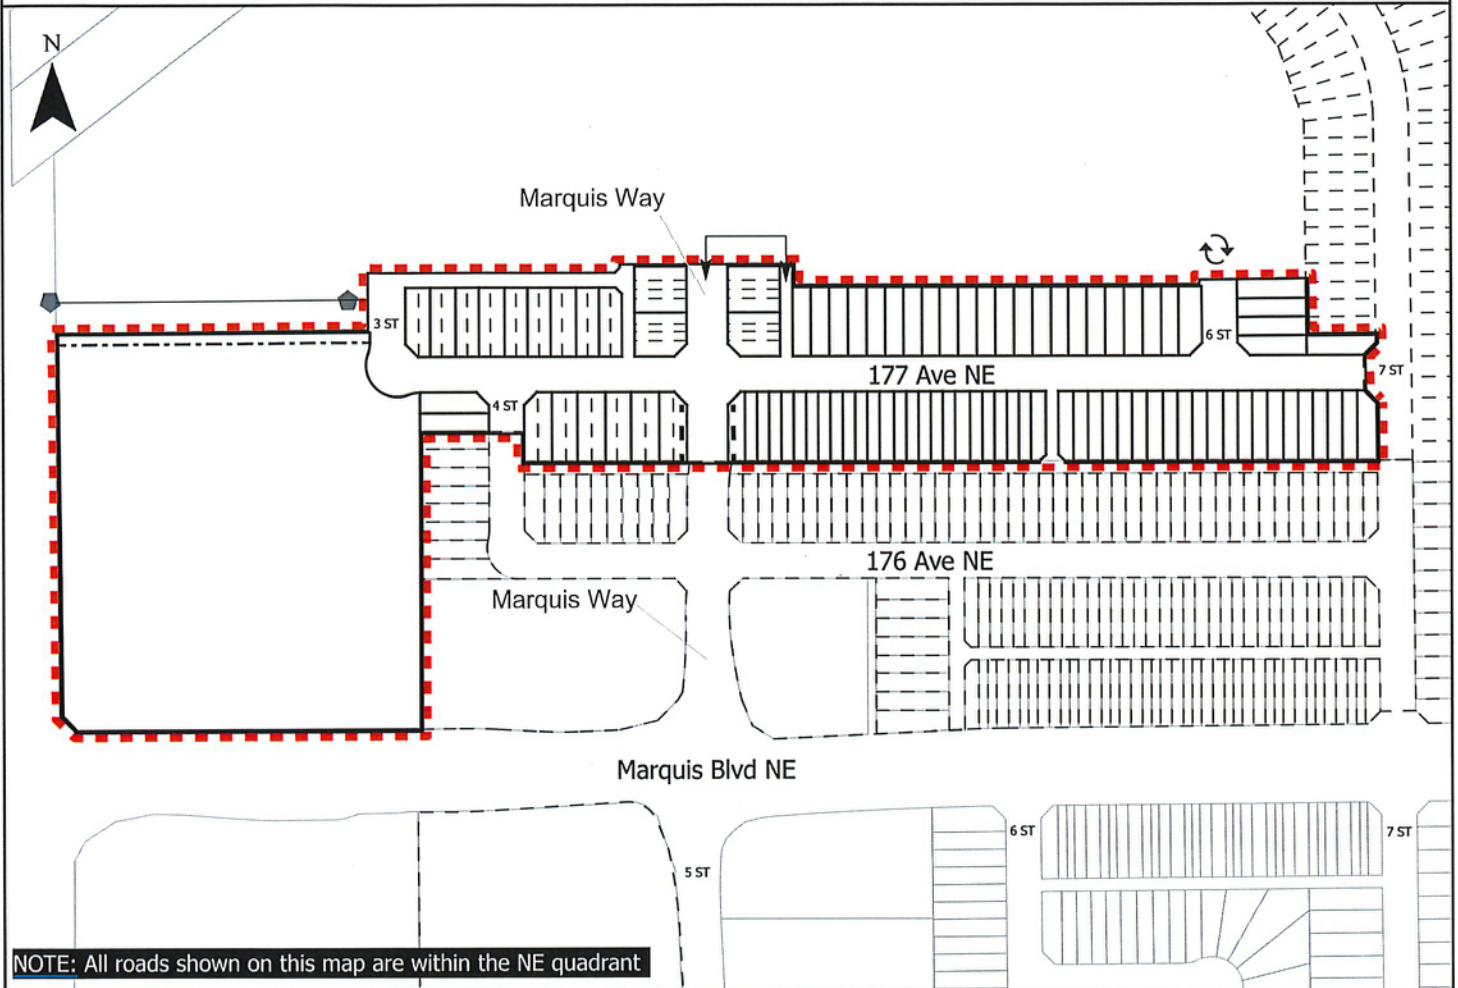 N
Marquis Way
3 ST
6 ST
177 Ave NE
7 ST
4 ST
176 Ave NE
Marquis Way
Marquis Blvd NE
6 ST
7 ST
5 ST
NOTE: All roads shown on this map are within the NE quadrant